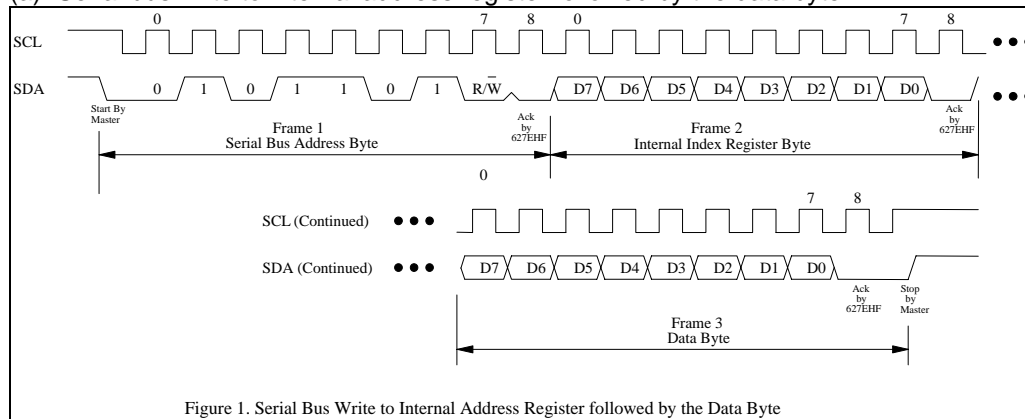 (a) Serial bus write to internal address register followed by the data byte
0 7 8 0 7 8
SCL
SDA 0 1 0 1 1 0 1 R/W̅ D7 D6 D5 D4 D3 D2 D1 D0
Start By
Master
Ack
by
627EHF
Ack
by
627EHF
Frame 1
Serial Bus Address Byte
Frame 2
Internal Index Register Byte
0
7 8
SCL (Continued)
SDA (Continued) D7 D6 D5 D4 D3 D2 D1 D0
Ack
by
627EHF
Stop
by
Master
Frame 3
Data Byte
Figure 1. Serial Bus Write to Internal Address Register followed by the Data Byte